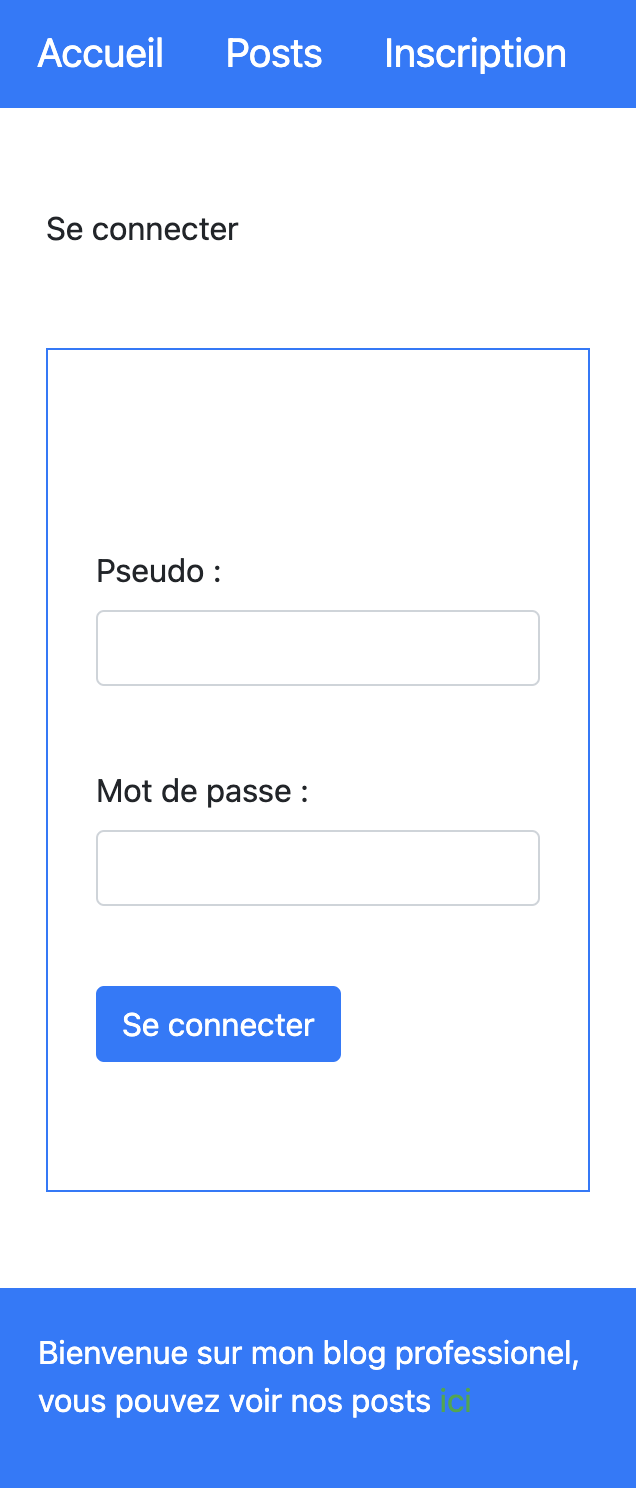 Accueil Posts Inscription
Se connecter
Pseudo :
Mot de passe :
Se connecter
Bienvenue sur mon blog professionel,
vous pouvez voir nos posts ici